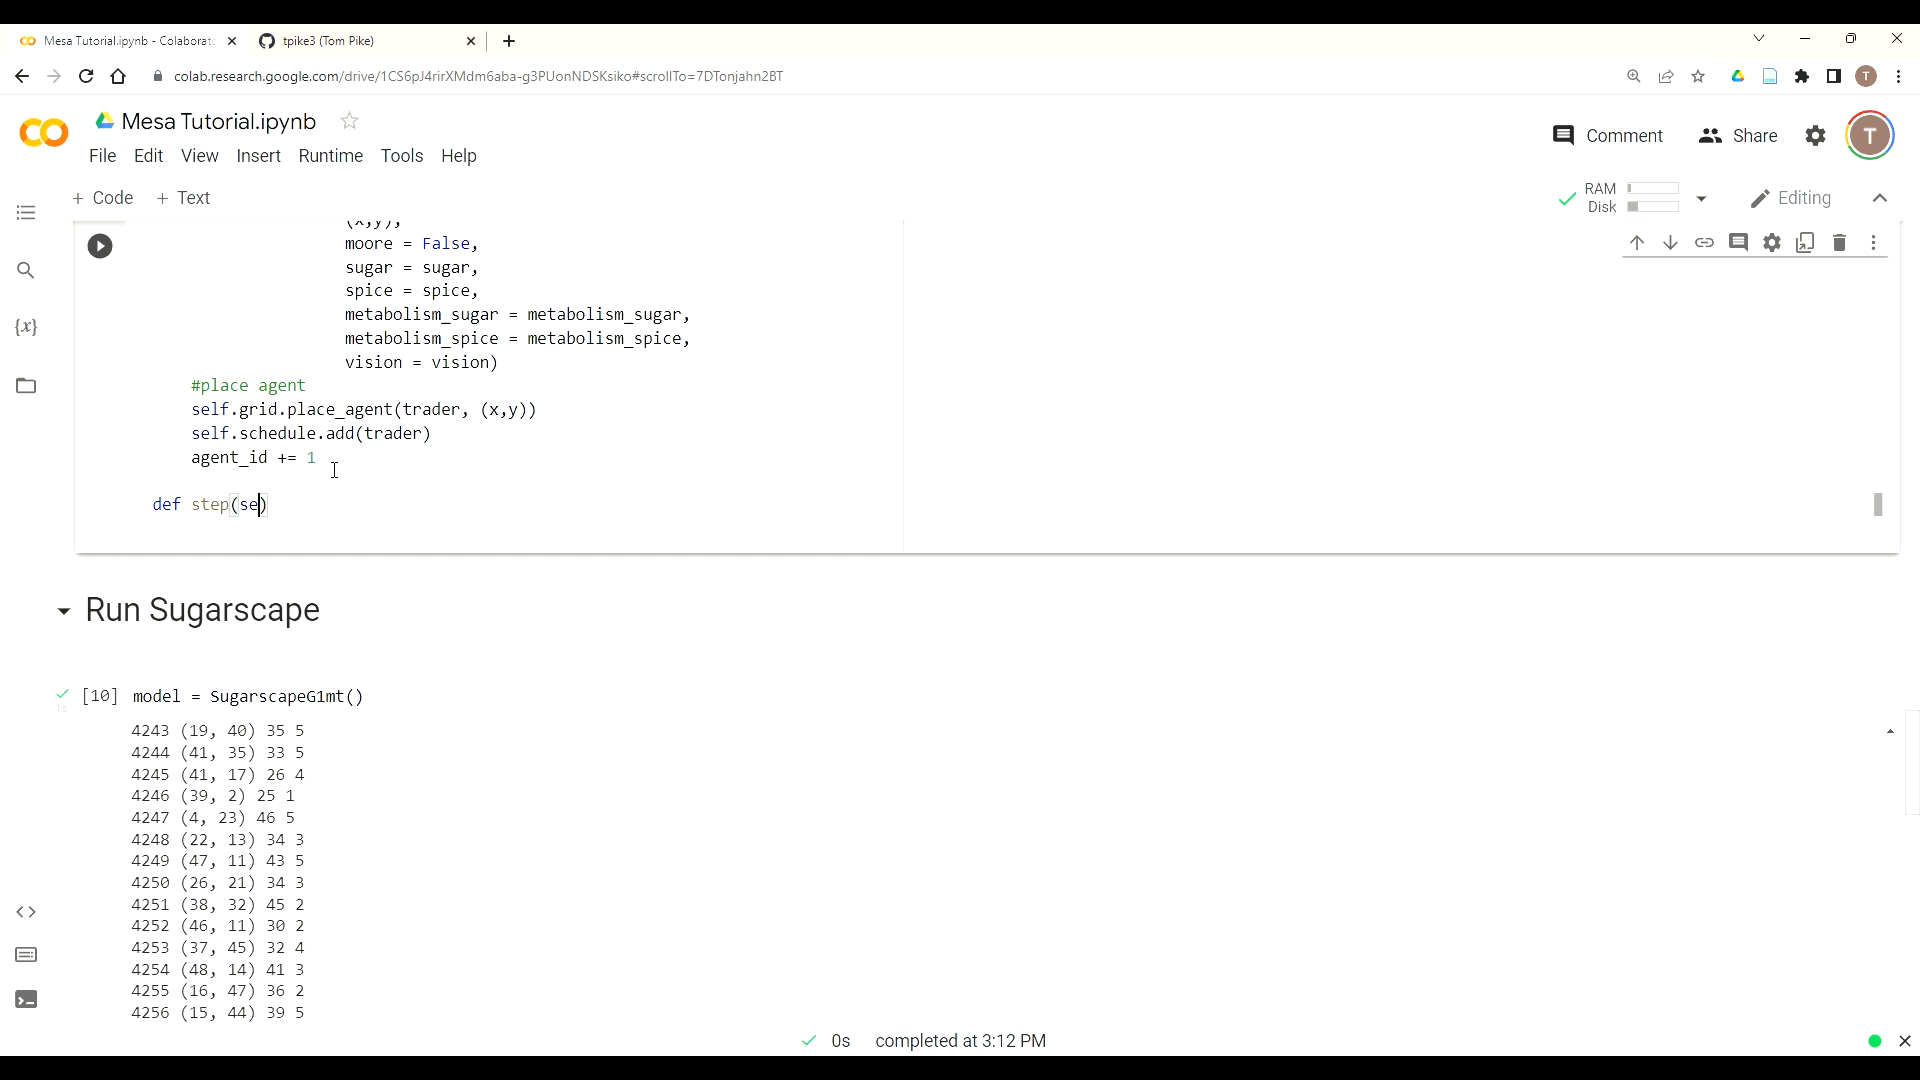 Mesa Tutorial.ipynb - Colaborato
tpike3 (Tom Pike)
colab.research.google.com/drive/1CS6pJ4rirXMdm6aba-g3PUonNDSKsiko#scrollTo=7DTonjahn2BT
T
CO
Mesa Tutorial.ipynb
File Edit View Insert Runtime Tools Help
Comment
Share
T
+ Code + Text
RAM
Disk
Editing
(x,y),
moore = False,
sugar = sugar,
spice = spice,
metabolism_sugar = metabolism_sugar,
metabolism_spice = metabolism_spice,
vision = vision)
#place agent
self.grid.place_agent(trader, (x,y))
self.schedule.add(trader)
agent_id += 1
def step(se)
{x}
Run Sugarscape
[10] model = SugarscapeG1mt()
1s
4243 (19, 40) 35 5
4244 (41, 35) 33 5
4245 (41, 17) 26 4
4246 (39, 2) 25 1
4247 (4, 23) 46 5
4248 (22, 13) 34 3
4249 (47, 11) 43 5
4250 (26, 21) 34 3
4251 (38, 32) 45 2
4252 (46, 11) 30 2
4253 (37, 45) 32 4
4254 (48, 14) 41 3
4255 (16, 47) 36 2
4256 (15, 44) 39 5
0s completed at 3:12 PM